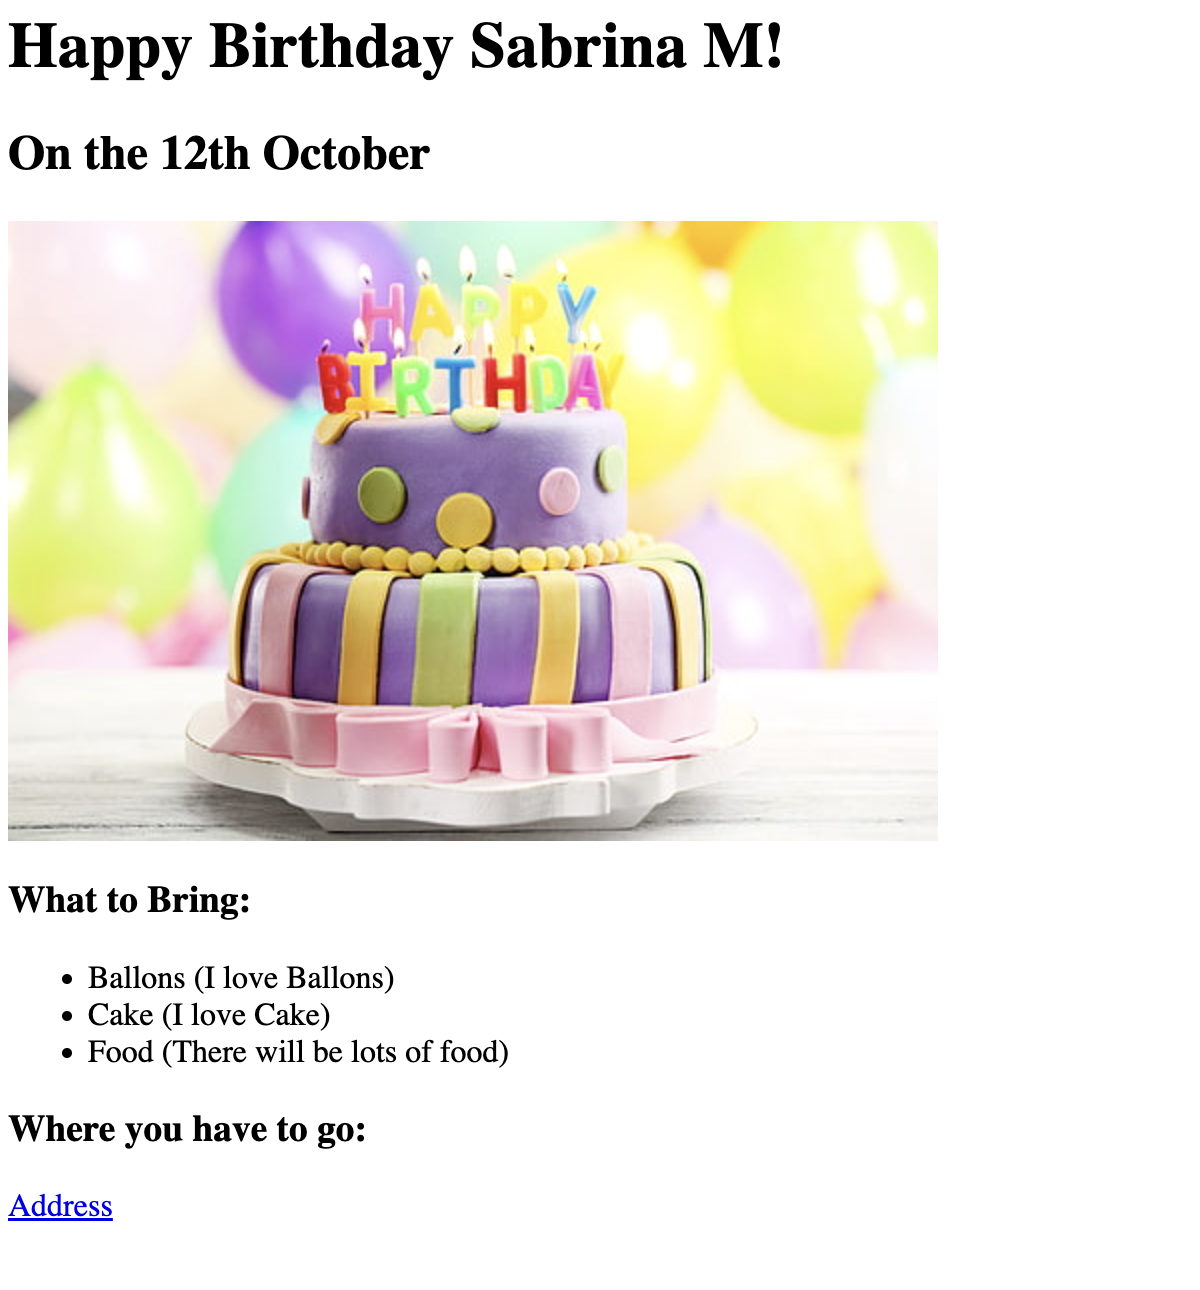 Happy Birthday Sabrina M!
On the 12th October
HAPPY
BIRTHDAY
What to Bring:
Ballons (I love Ballons)
Cake (I love Cake)
Food (There will be lots of food)
Where you have to go:
Address